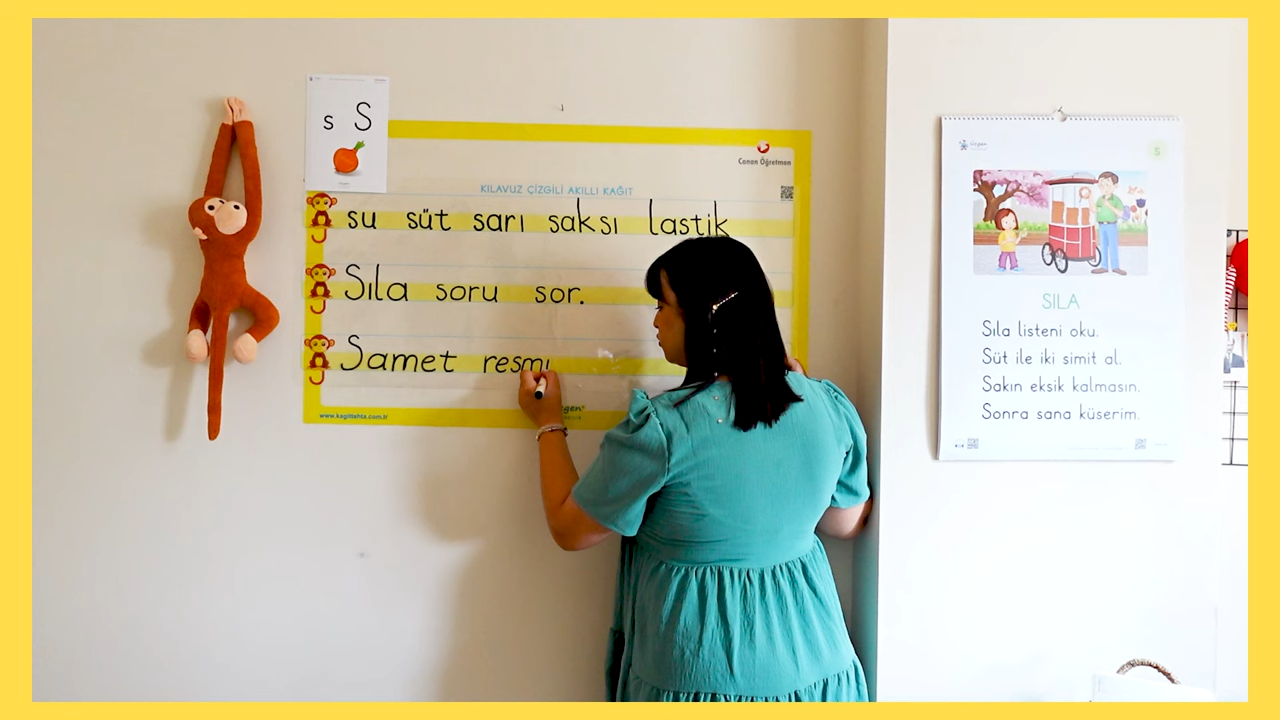 s S
Canan Öğretmen
KILAVUZ ÇİZGİLİ AKILLI KAĞIT
su süt sarı saksı lastik
Sıla soru sor.
Samet resmi
www.kagittahta.com.tr
S
SILA
Sıla listeni oku.
Süt ile iki simit al.
Sakın eksik kalmasın.
Sonra sana küserim.